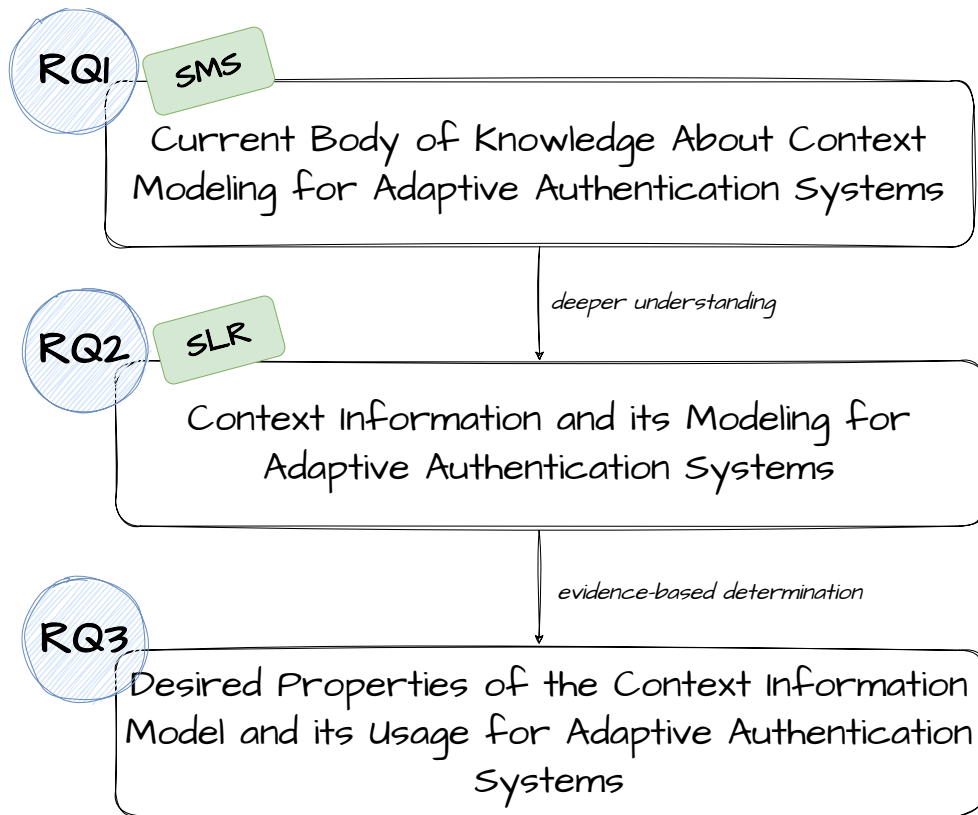 RQ1
SMS
Current Body of Knowledge About Context
Modeling for Adaptive Authentication Systems
deeper understanding
RQ2
SLR
Context Information and its Modeling for
Adaptive Authentication Systems
evidence-based determination
RQ3
Desired Properties of the Context Information
Model and its Usage for Adaptive Authentication
Systems